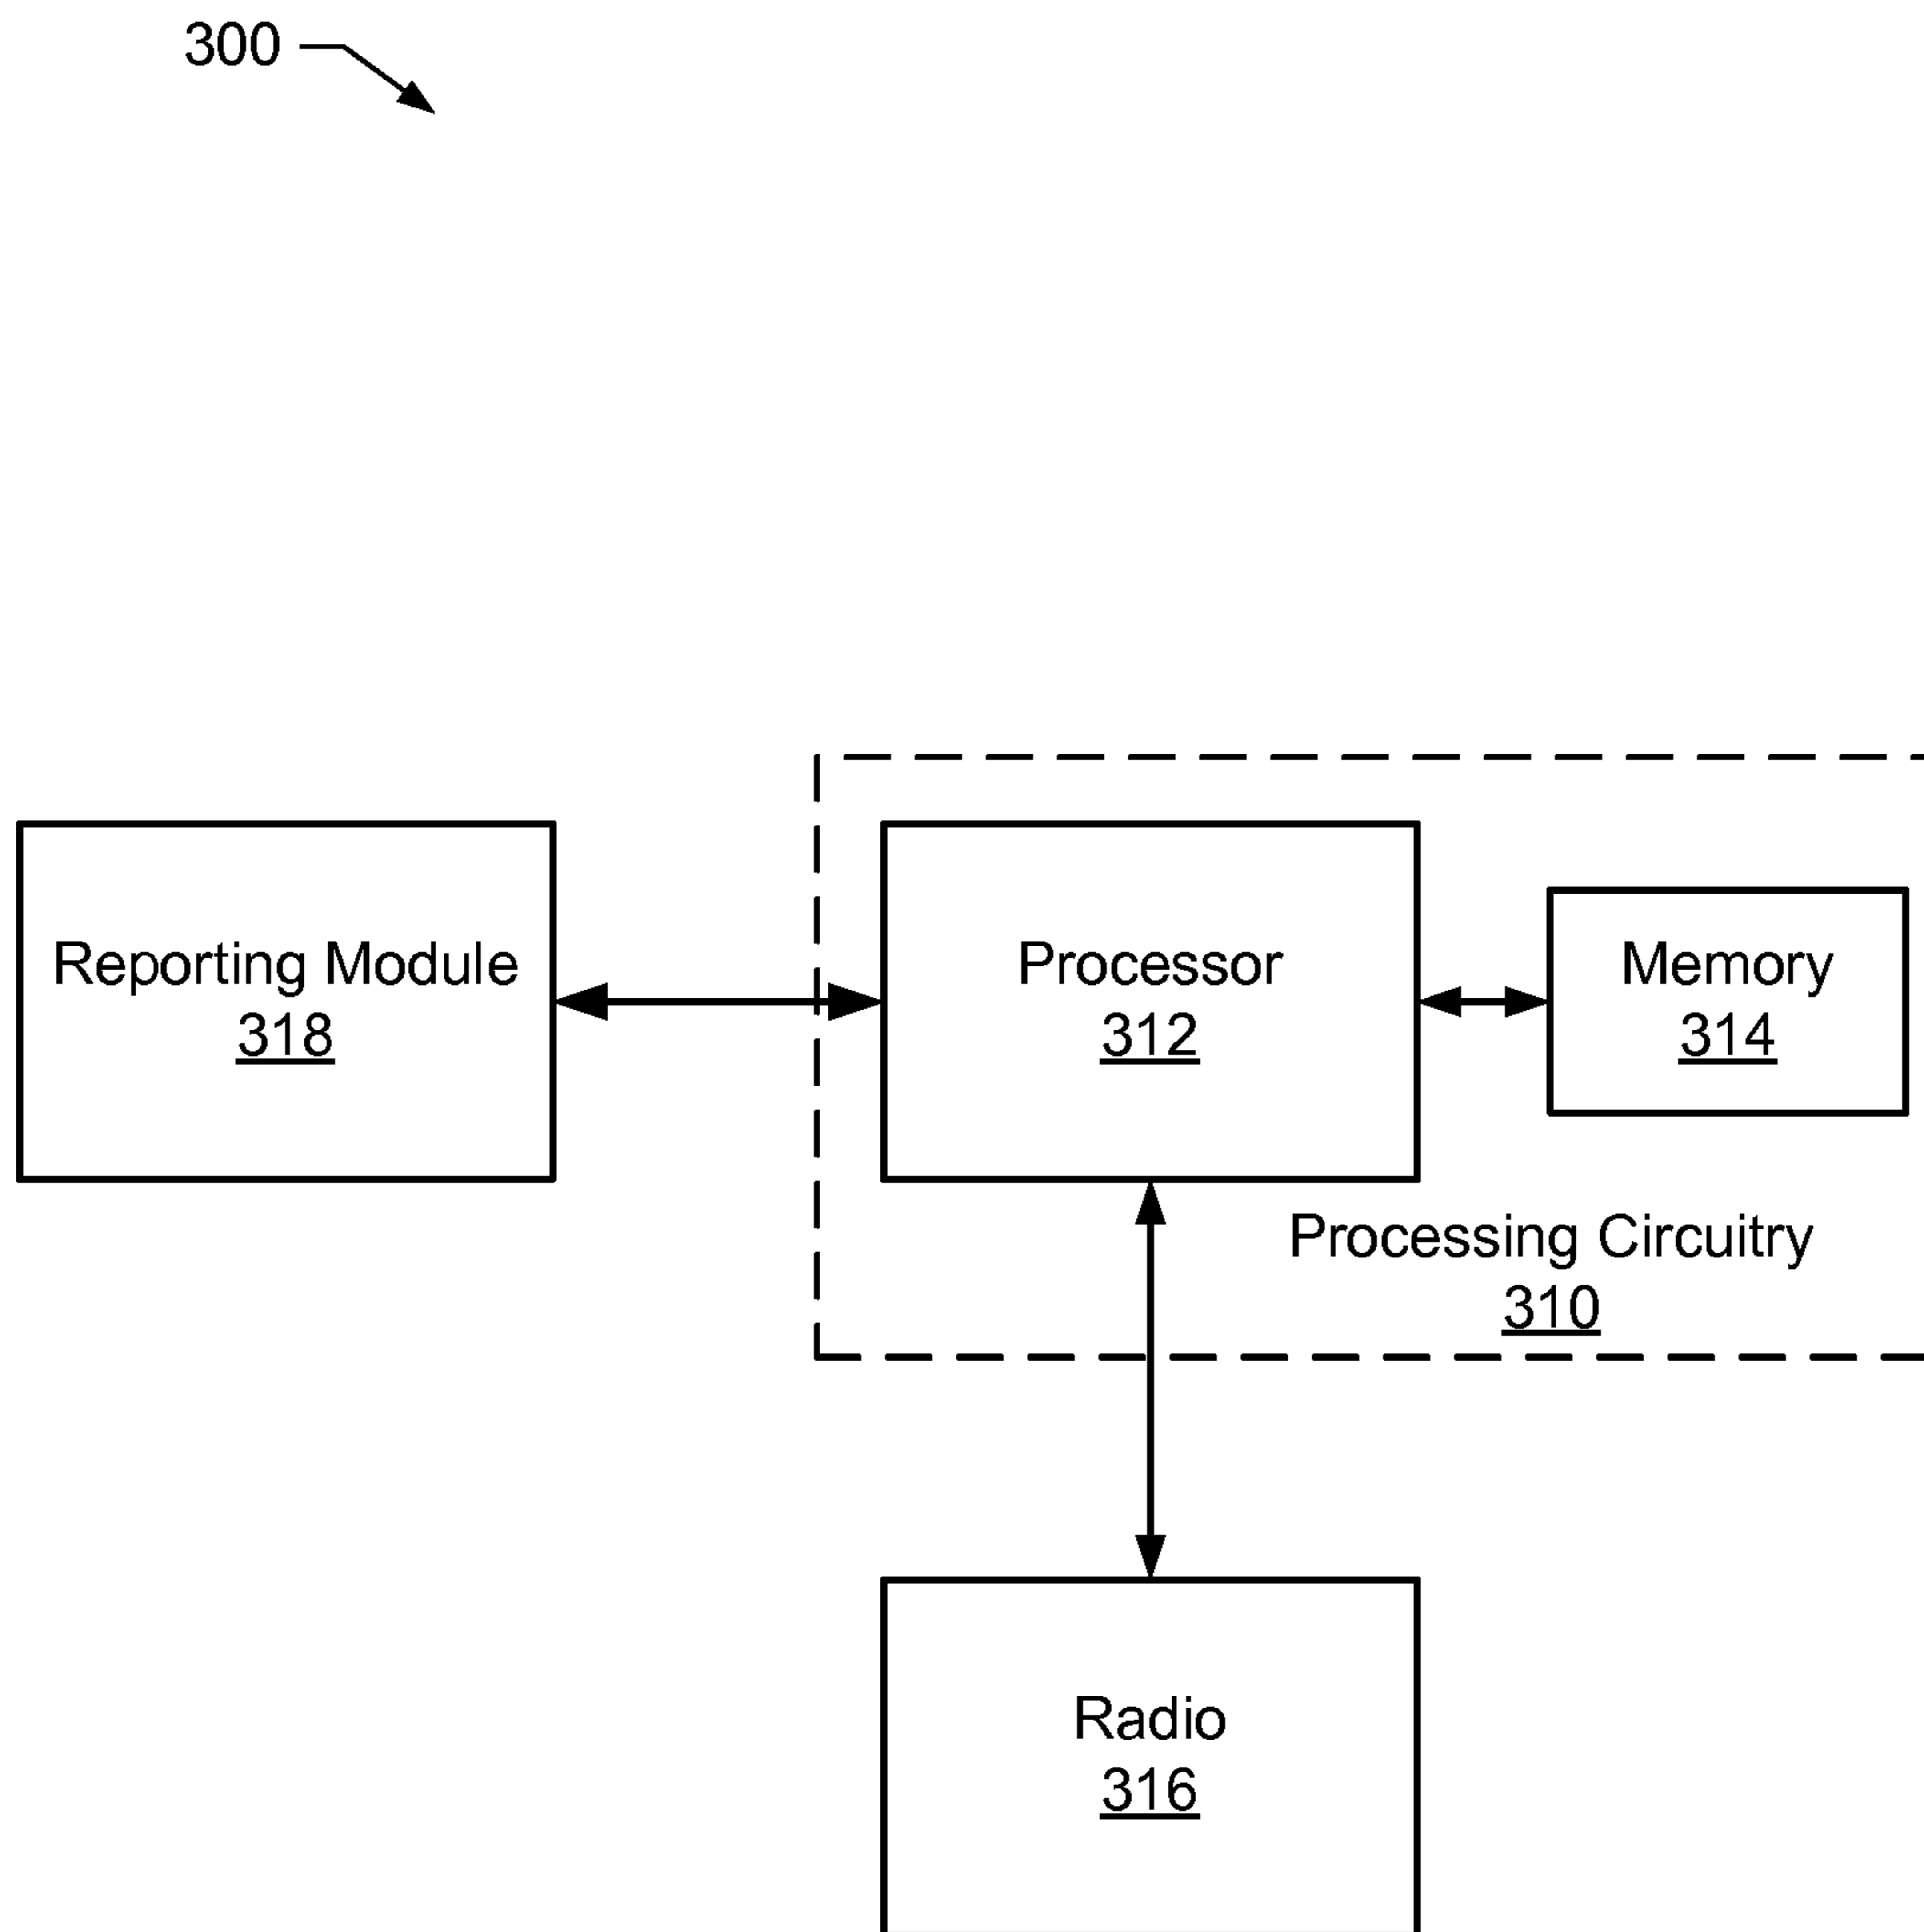 300
Reporting Module
318
Processor
312
Memory
314
Processing Circuitry
310
Radio
316